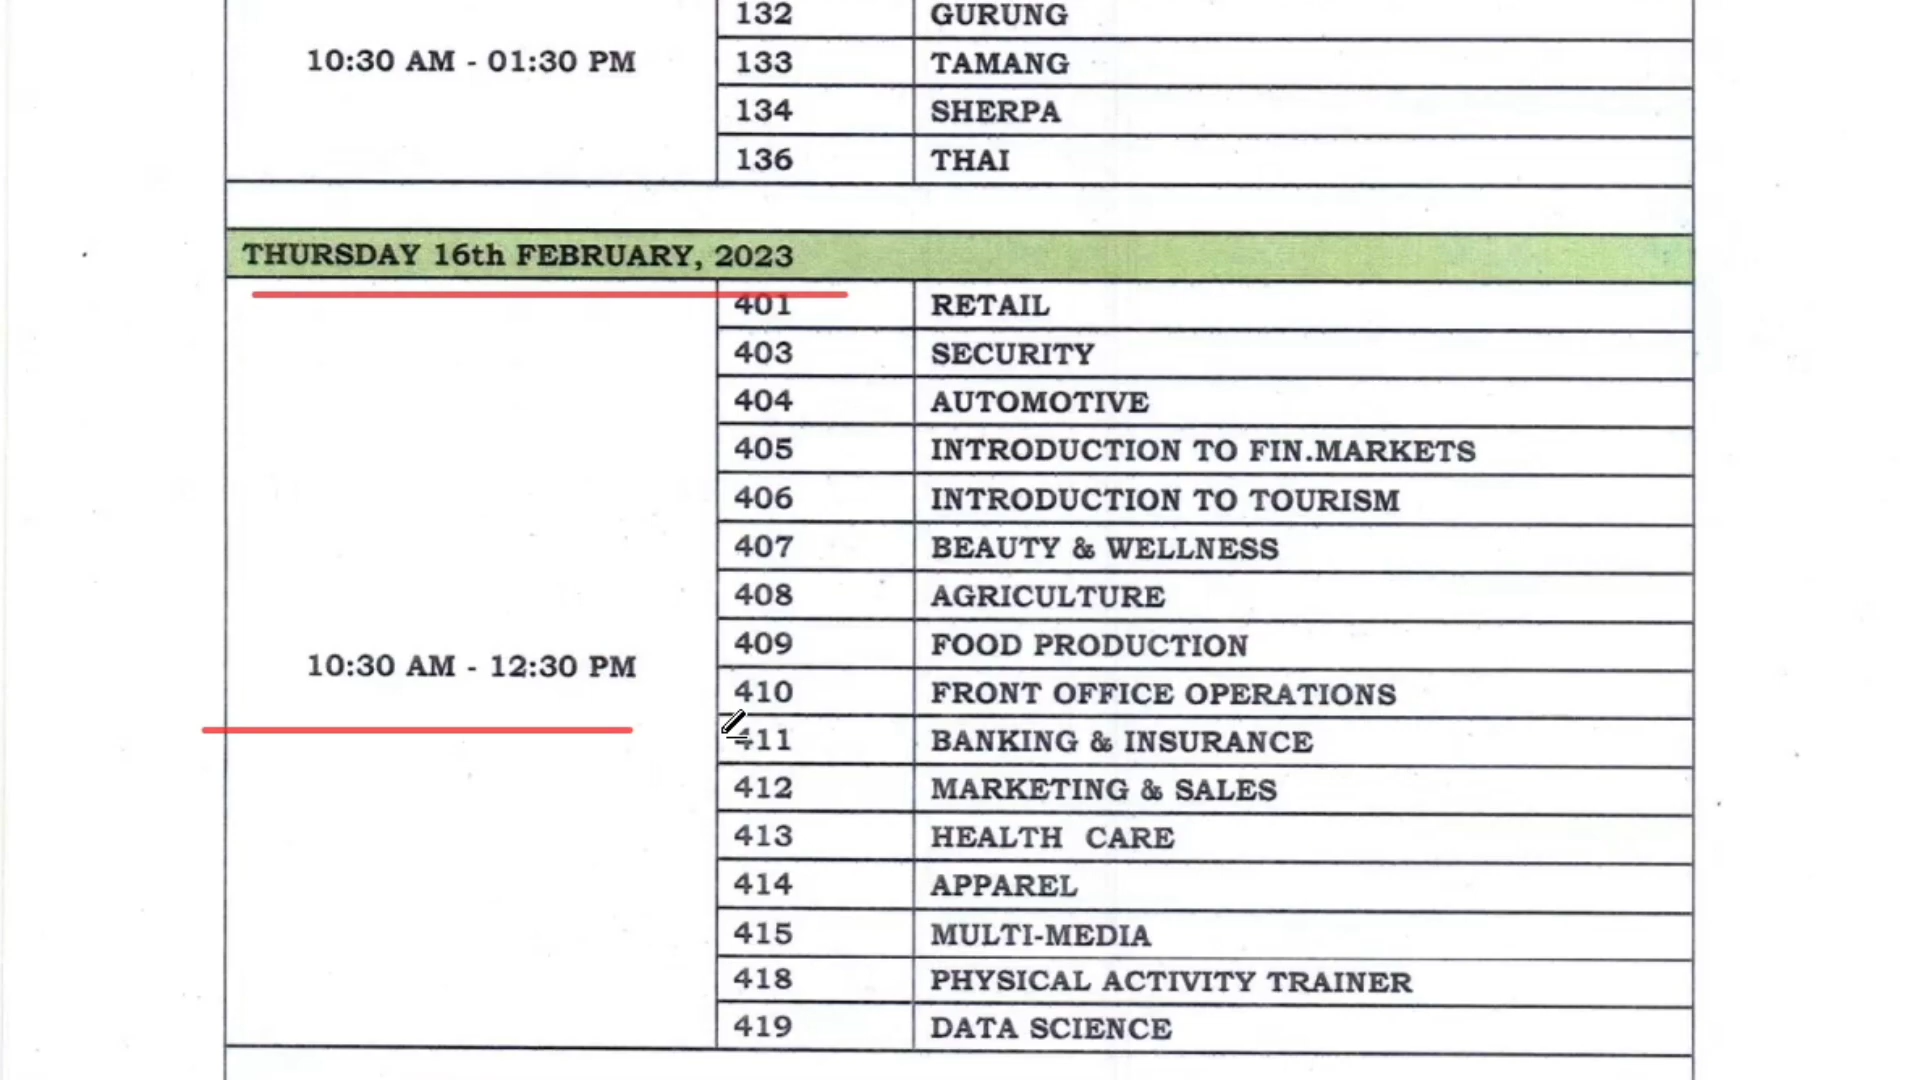 132 GURUNG
10:30 AM - 01:30 PM 133 TAMANG
134 SHERPA
136 THAI
THURSDAY 16th FEBRUARY, 2023
401 RETAIL
403 SECURITY
404 AUTOMOTIVE
405 INTRODUCTION TO FIN.MARKETS
406 INTRODUCTION TO TOURISM
407 BEAUTY & WELLNESS
408 AGRICULTURE
409 FOOD PRODUCTION
10:30 AM - 12:30 PM 410 FRONT OFFICE OPERATIONS
411 BANKING & INSURANCE
412 MARKETING & SALES
413 HEALTH CARE
414 APPAREL
415 MULTI-MEDIA
418 PHYSICAL ACTIVITY TRAINER
419 DATA SCIENCE